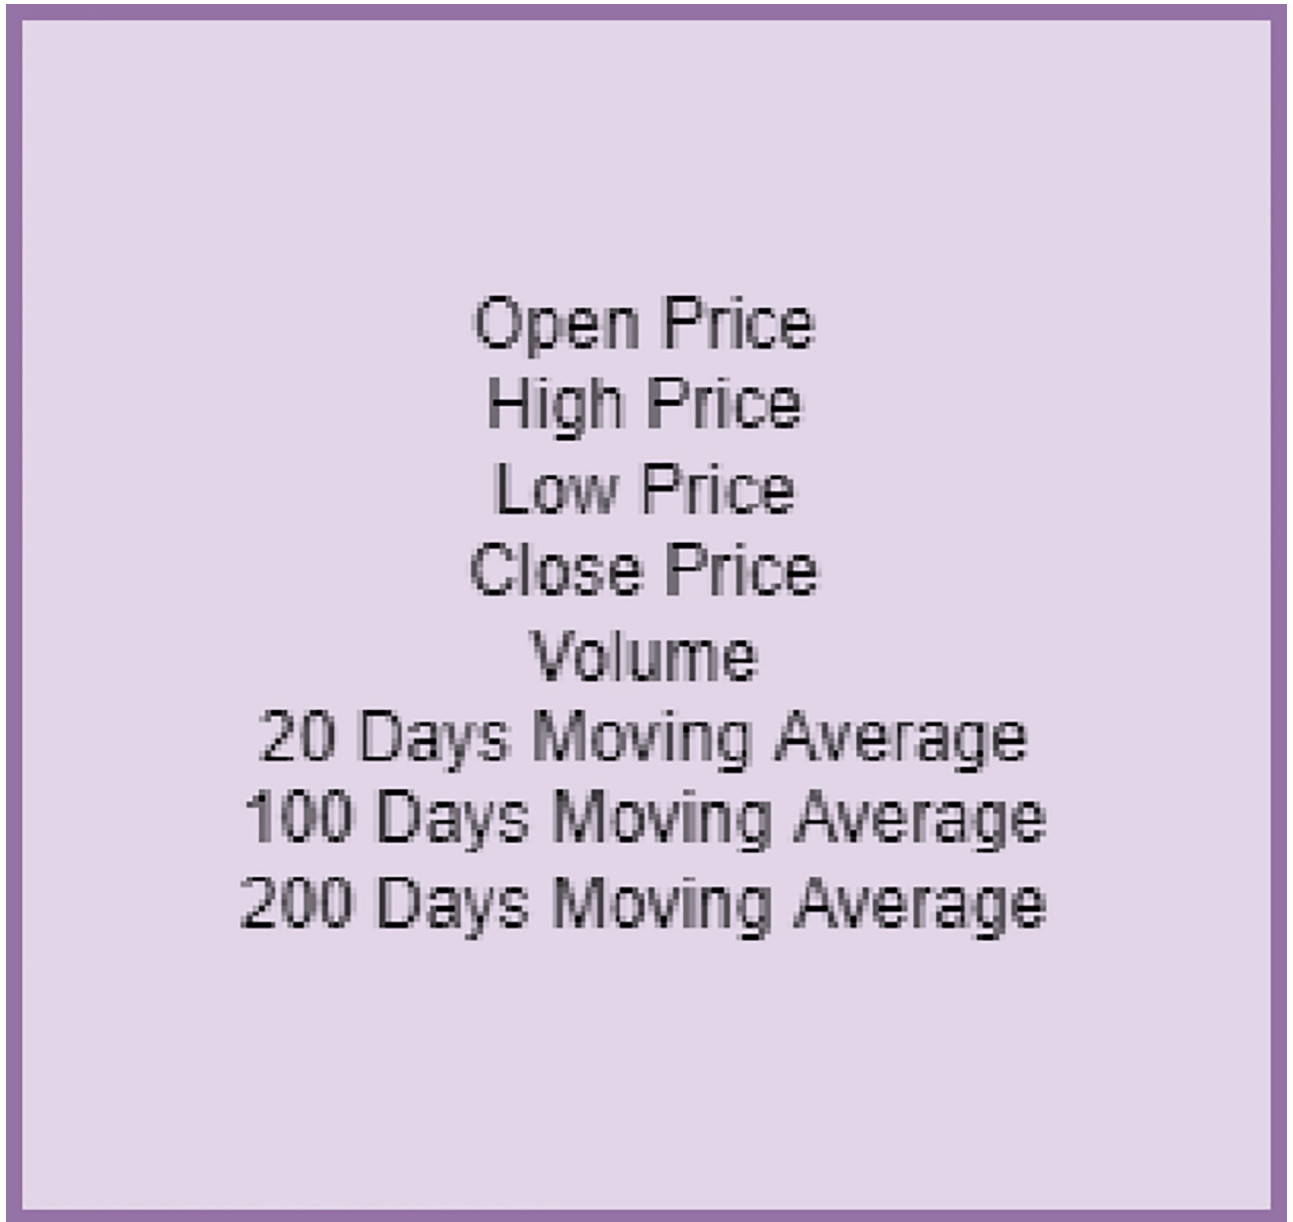 Open Price
High Price
Low Price
Close Price
Volume
20 Days Moving Average
100 Days Moving Average
200 Days Moving Average